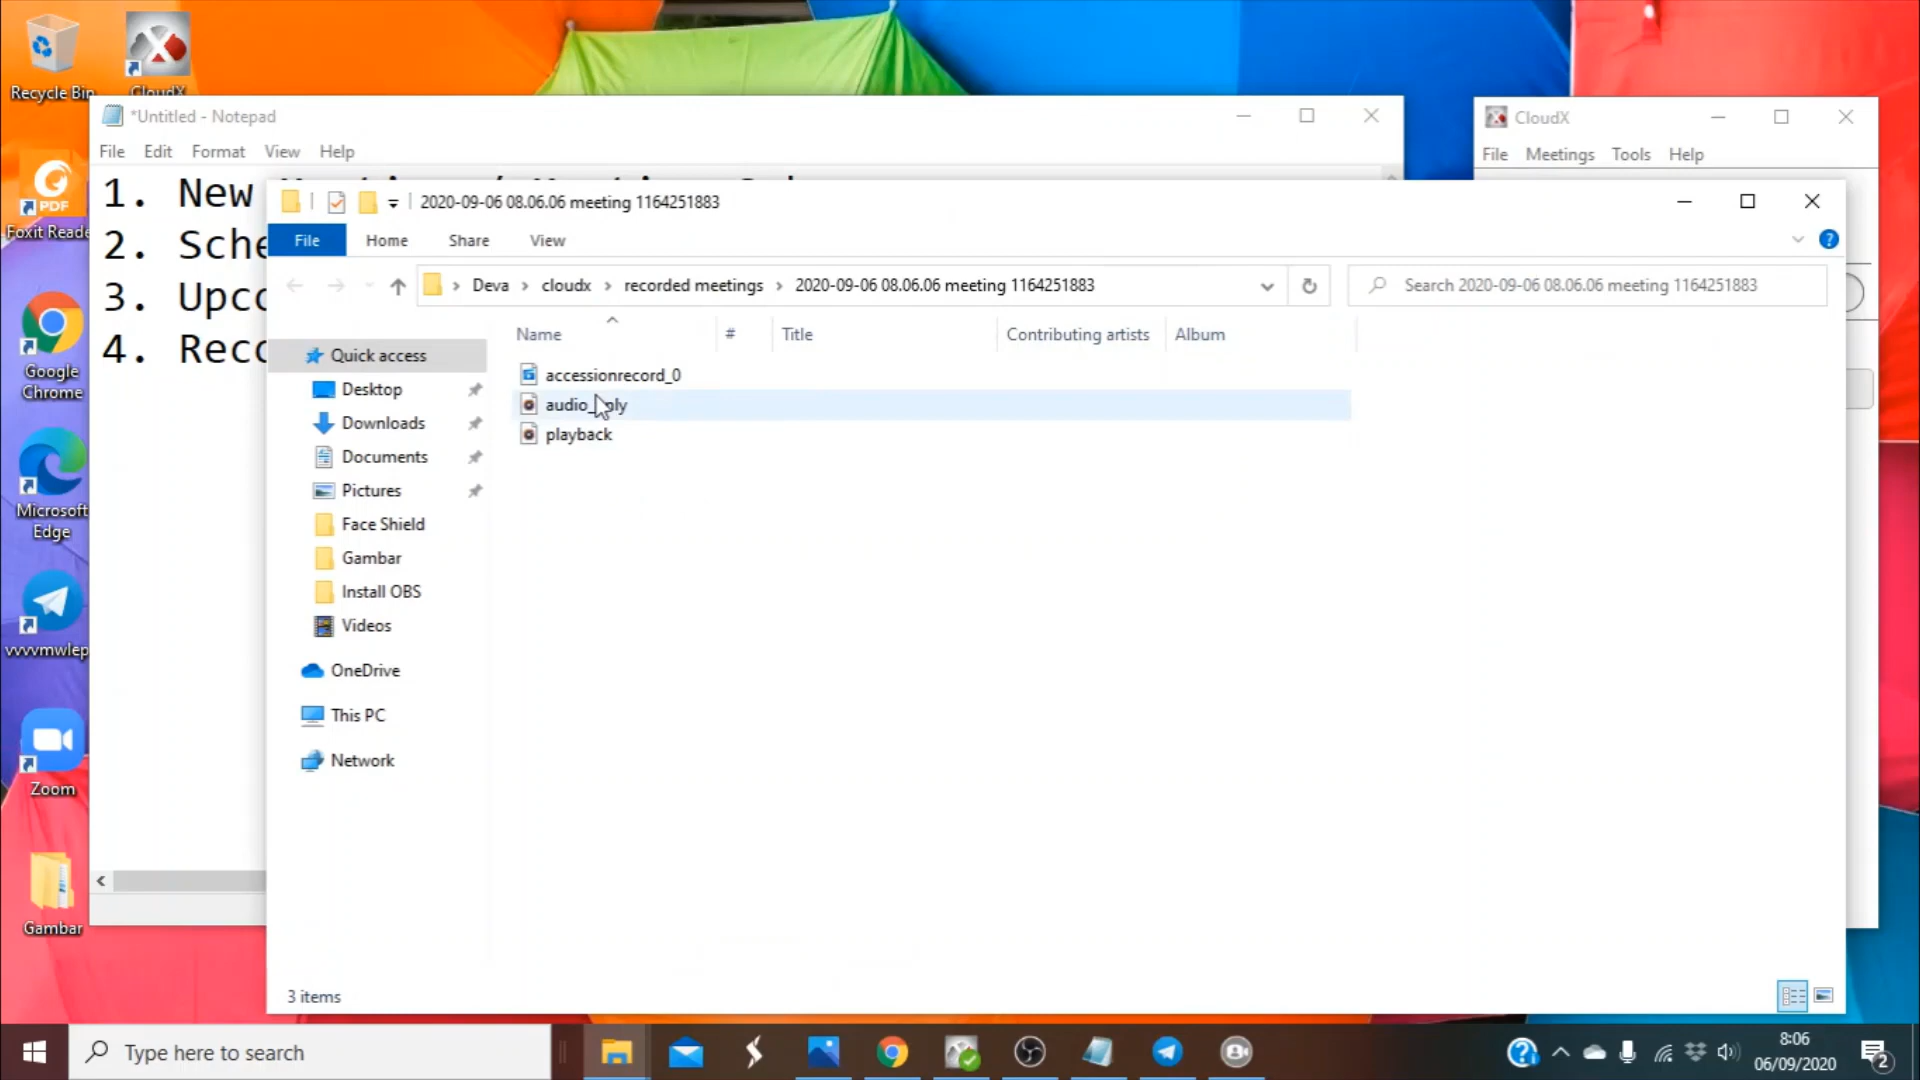 Recycle Bin
CloudX
Foxit Reade
Google
Chrome
Microsoft
Edge
vvvvmwlep
Zoom
Gambar
*Untitled - Notepad
File Edit Format View Help
1. New
2. Sche
3. Upco
4. Reco
CloudX
File Meetings Tools Help
2020-09-06 08.06.06 meeting 1164251883
File Home Share View
Deva > cloudx > recorded meetings > 2020-09-06 08.06.06 meeting 1164251883
Search 2020-09-06 08.06.06 meeting 1164251883
Name # Title Contributing artists Album
accessionrecord_0
playback
Quick access
Desktop
Downloads
Documents
Pictures
Face Shield
Gambar
Install OBS
Videos
OneDrive
This PC
Network
3 items
Type here to search
8:06
06/09/2020
2